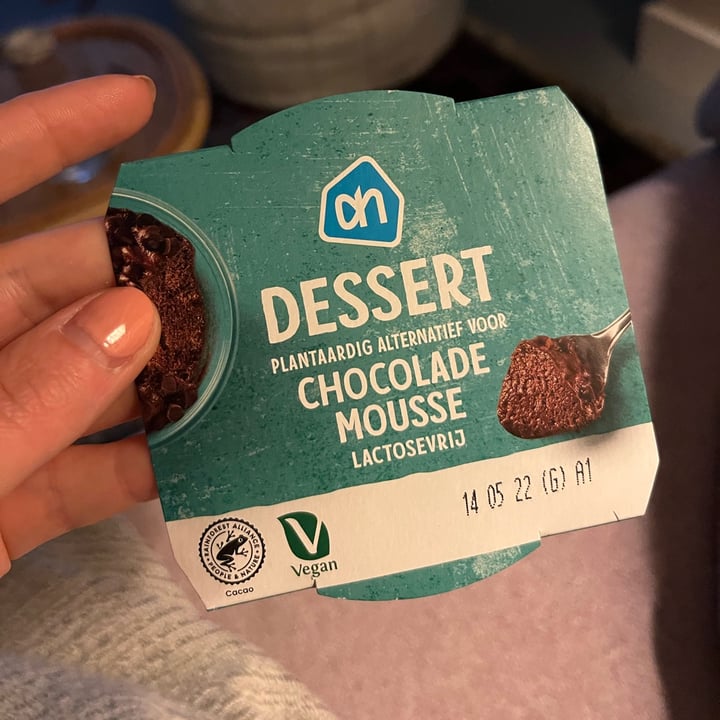 ah
DESSERT
PLANTAARDIG ALTERNATIEF VOOR
CHOCOLADE
MOUSSE
LACTOSEVRIJ
14 05 22 (G) A1
RAINFOREST ALLIANCE
PEOPLE & NATURE
Cacao
V
Vegan